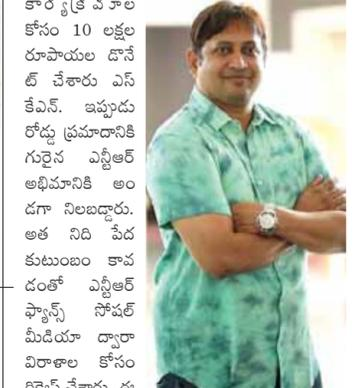 కోసం 10 లక్షల
రూపాయల డొనే
ట్ చేశారు ఎస్
కేఎన్. ఇప్పుడు
రోడ్డు ప్రమాదానికి
గురైన ఎన్టీఆర్
అభిమానికి అం
డగా నిలబడ్డారు.
అత నిది పేద
కుటుంబం కావ
డంతో ఎన్టీఆర్
ఫ్యాన్స్ సోషల్
మీడియా ద్వారా
విరాళాల కోసం